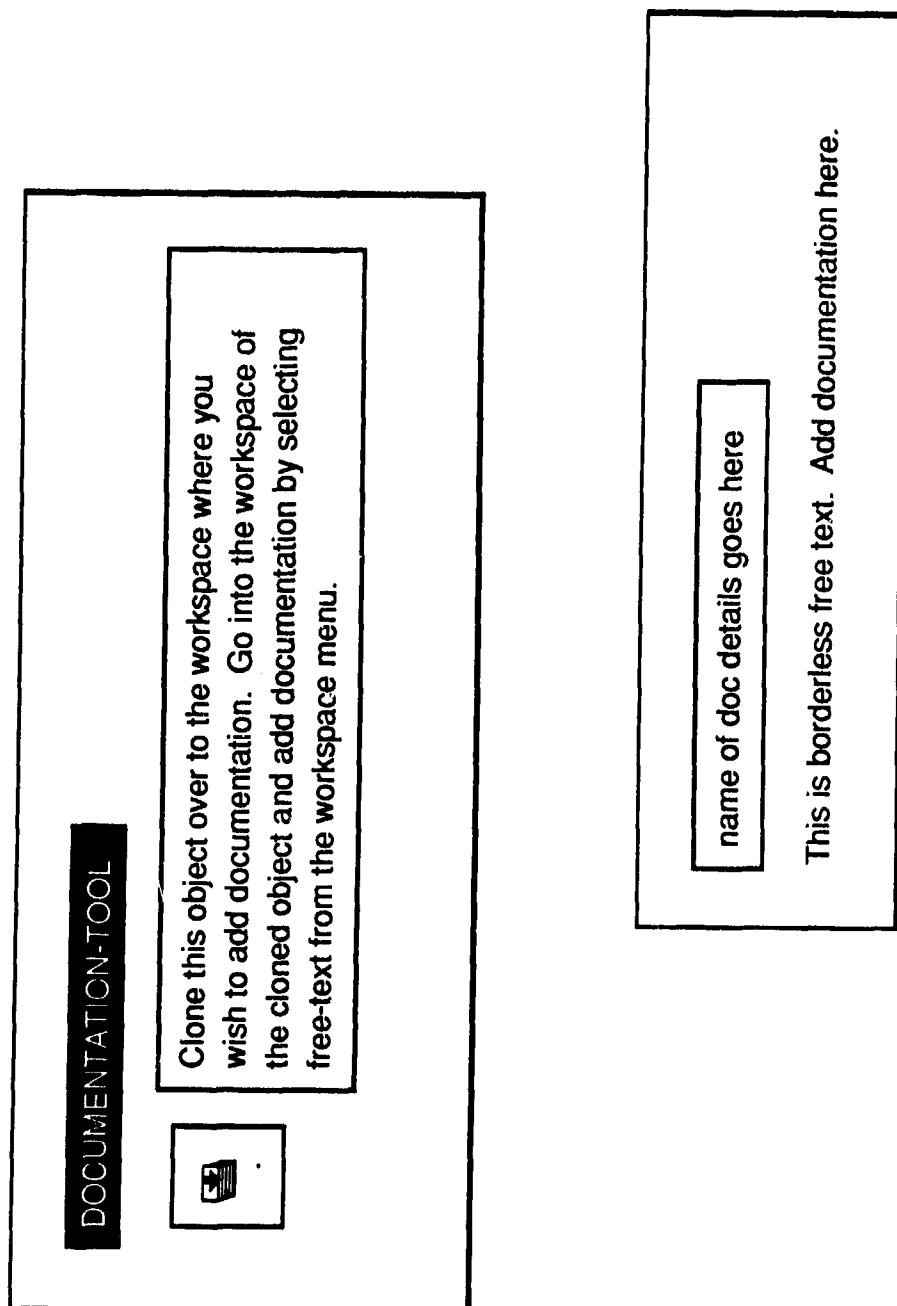 DOCUMENTATION-TOOL
Clone this object over to the workspace where you
wish to add documentation.  Go into the workspace of
the cloned object and add documentation by selecting
free-text from the workspace menu.
name of doc details goes here
This is borderless free text.  Add documentation here.